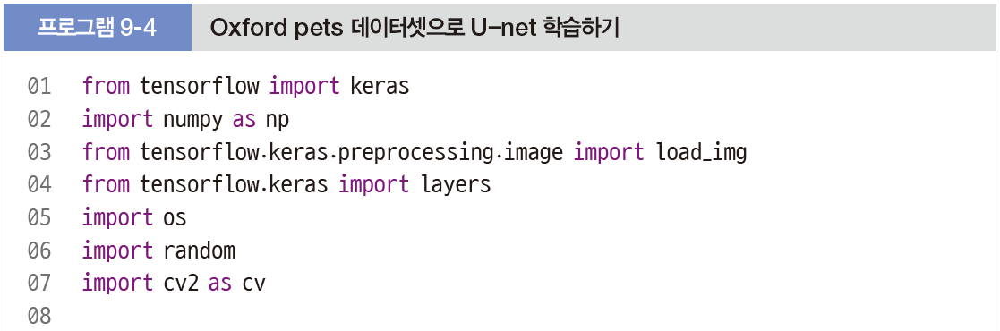 프로그램 9-4 Oxford pets 데이터셋으로 U-net 학습하기
01 from tensorflow import keras
02 import numpy as np
03 from tensorflow.keras.preprocessing.image import load_img
04 from tensorflow.keras import layers
05 import os
06 import random
07 import cv2 as cv
08